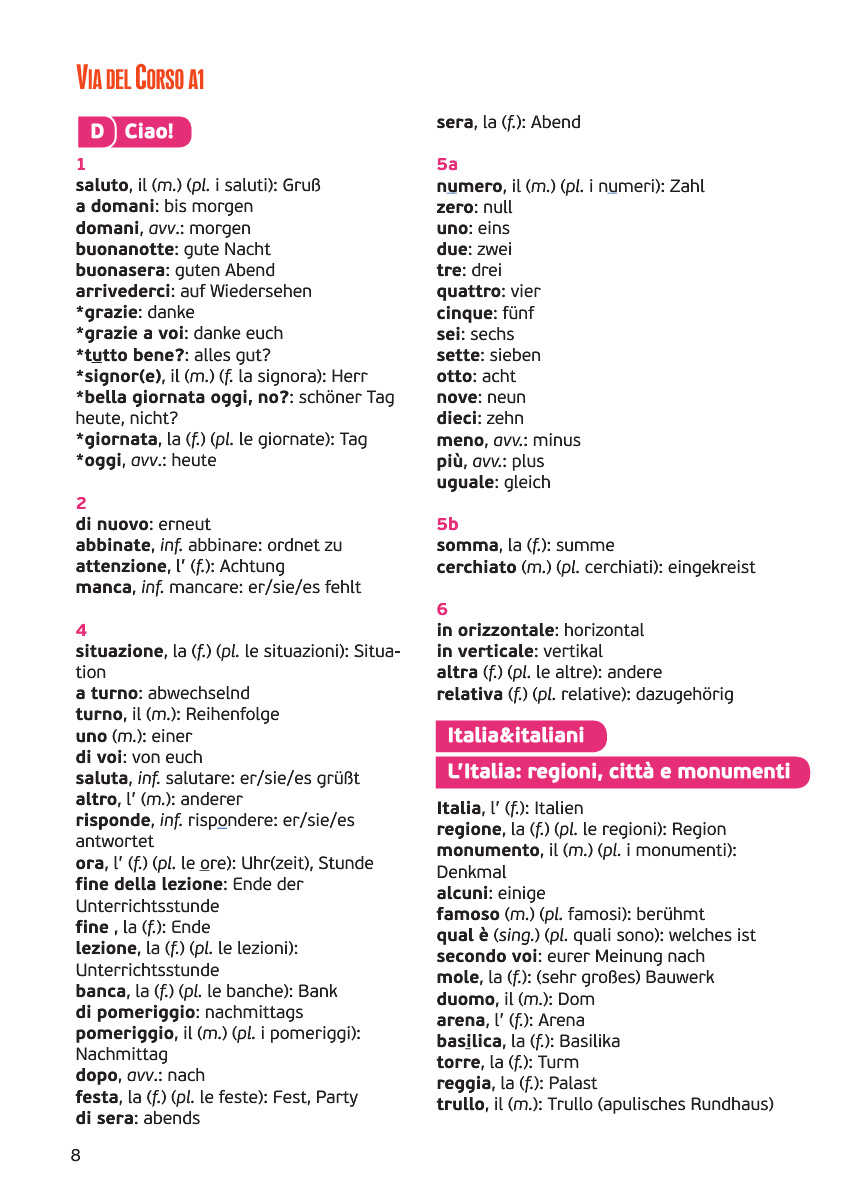 VIA DEL CORSO A1
D Ciao!
1
saluto, il (m.) (pl. i saluti): Gruß
a domani: bis morgen
domani, avv.: morgen
buonanotte: gute Nacht
buonasera: guten Abend
arrivederci: auf Wiedersehen
*grazie: danke
*grazie a voi: danke euch
*tutto bene?: alles gut?
*signor(e), il (m.) (f. la signora): Herr
*bella giornata oggi, no?: schöner Tag
heute, nicht?
*giornata, la (f.) (pl. le giornate): Tag
*oggi, avv.: heute
2
di nuovo: erneut
abbinate, inf. abbinare: ordnet zu
attenzione, l’ (f.): Achtung
manca, inf. mancare: er/sie/es fehlt
4
situazione, la (f.) (pl. le situazioni): Situa-
tion
a turno: abwechselnd
turno, il (m.): Reihenfolge
uno (m.): einer
di voi: von euch
saluta, inf. salutare: er/sie/es grüßt
altro, l’ (m.): anderer
risponde, inf. rispondere: er/sie/es
antwortet
ora, l’ (f.) (pl. le ore): Uhr(zeit), Stunde
fine della lezione: Ende der
Unterrichtsstunde
fine , la (f.): Ende
lezione, la (f.) (pl. le lezioni):
Unterrichtsstunde
banca, la (f.) (pl. le banche): Bank
di pomeriggio: nachmittags
pomeriggio, il (m.) (pl. i pomeriggi):
Nachmittag
dopo, avv.: nach
festa, la (f.) (pl. le feste): Fest, Party
di sera: abends
sera, la (f.): Abend
5a
numero, il (m.) (pl. i numeri): Zahl
zero: null
uno: eins
due: zwei
tre: drei
quattro: vier
cinque: fünf
sei: sechs
sette: sieben
otto: acht
nove: neun
dieci: zehn
meno, avv.: minus
più, avv.: plus
uguale: gleich
5b
somma, la (f.): summe
cerchiato (m.) (pl. cerchiati): eingekreist
6
in orizzontale: horizontal
in verticale: vertikal
altra (f.) (pl. le altre): andere
relativa (f.) (pl. relative): dazugehörig
Italia&italiani
L’Italia: regioni, città e monumenti
Italia, l’ (f.): Italien
regione, la (f.) (pl. le regioni): Region
monumento, il (m.) (pl. i monumenti):
Denkmal
alcuni: einige
famoso (m.) (pl. famosi): berühmt
qual è (sing.) (pl. quali sono): welches ist
secondo voi: eurer Meinung nach
mole, la (f.): (sehr großes) Bauwerk
duomo, il (m.): Dom
arena, l’ (f.): Arena
basilica, la (f.): Basilika
torre, la (f.): Turm
reggia, la (f.): Palast
trullo, il (m.): Trullo (apulisches Rundhaus)
8